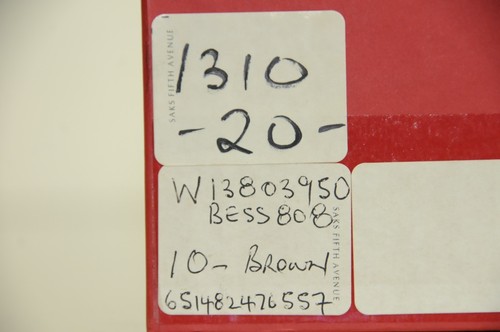 SAKS FIFTH AVENUE
1310
-20-
W13803950
BESS808
SAKS FIFTH AVENUE
10- BROWN
651482476557